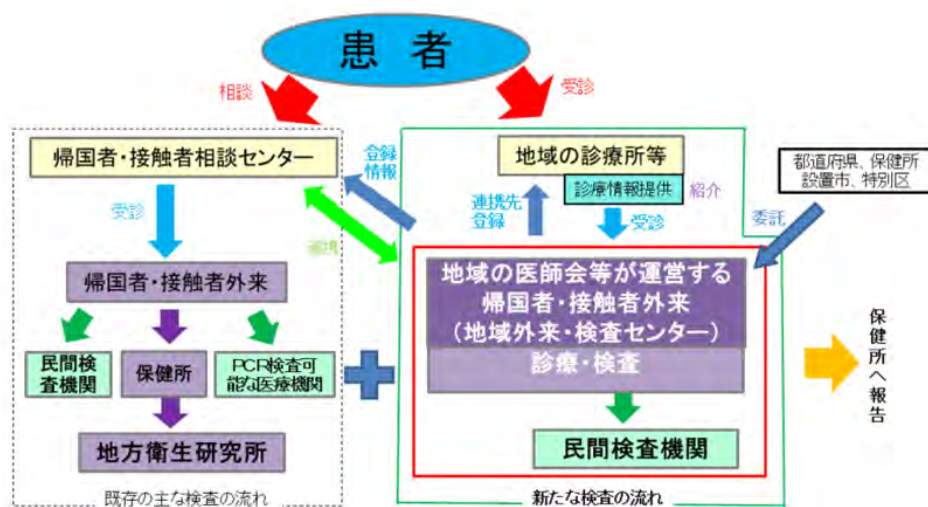 患者
相談
受診
帰国者・接触者相談センター
登録
情報
地域の診療所等
診療情報提供
紹介
都道府県、保健所
設置市、特別区
受診
連携
連携先
登録
受診
委託
帰国者・接触者外来
地域の医師会等が運営する
帰国者・接触者外来
(地域外来・検査センター)
診療・検査
民間検
査機関
保健所
PCR検査可
能な医療機関
保健所へ報告
地方衛生研究所
民間検査機関
既存の主な検査の流れ
新たな検査の流れ